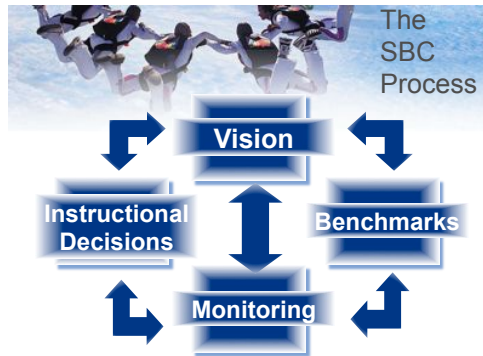 The
SBC
Process
Vision
Instructional
Decisions
Benchmarks
Monitoring